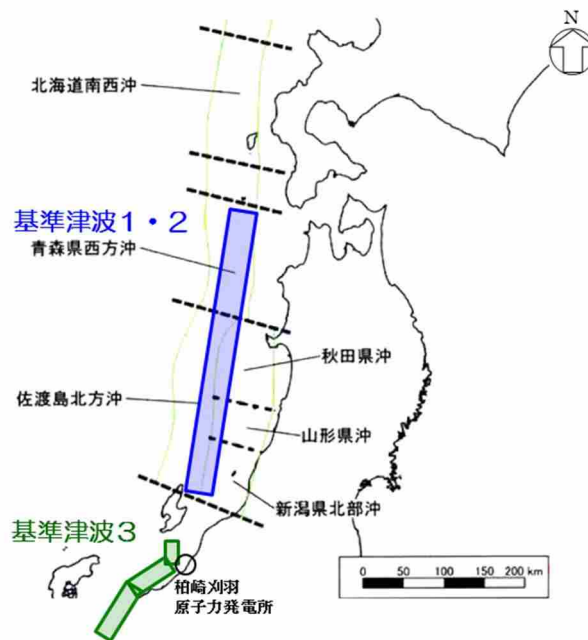 N
北海道南西沖
基準津波1・2
青森県西方沖
秋田県沖
佐渡島北方沖
山形県沖
新潟県北部沖
基準津波3
柏崎刈羽
原子力発電所
0 50 100 150 200 km